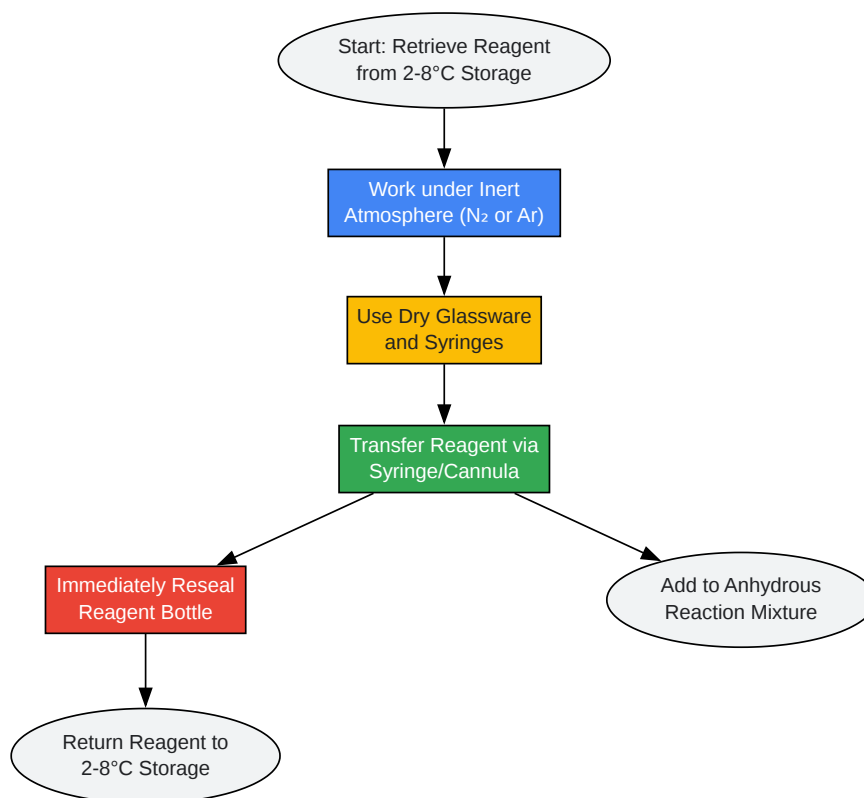 Start: Retrieve Reagent
from 2-8°C Storage
Work under Inert
Atmosphere (N₂ or Ar)
Use Dry Glassware
and Syringes
Transfer Reagent via
Syringe/Cannula
Immediately Reseal
Reagent Bottle
Add to Anhydrous
Reaction Mixture
Return Reagent to
2-8°C Storage